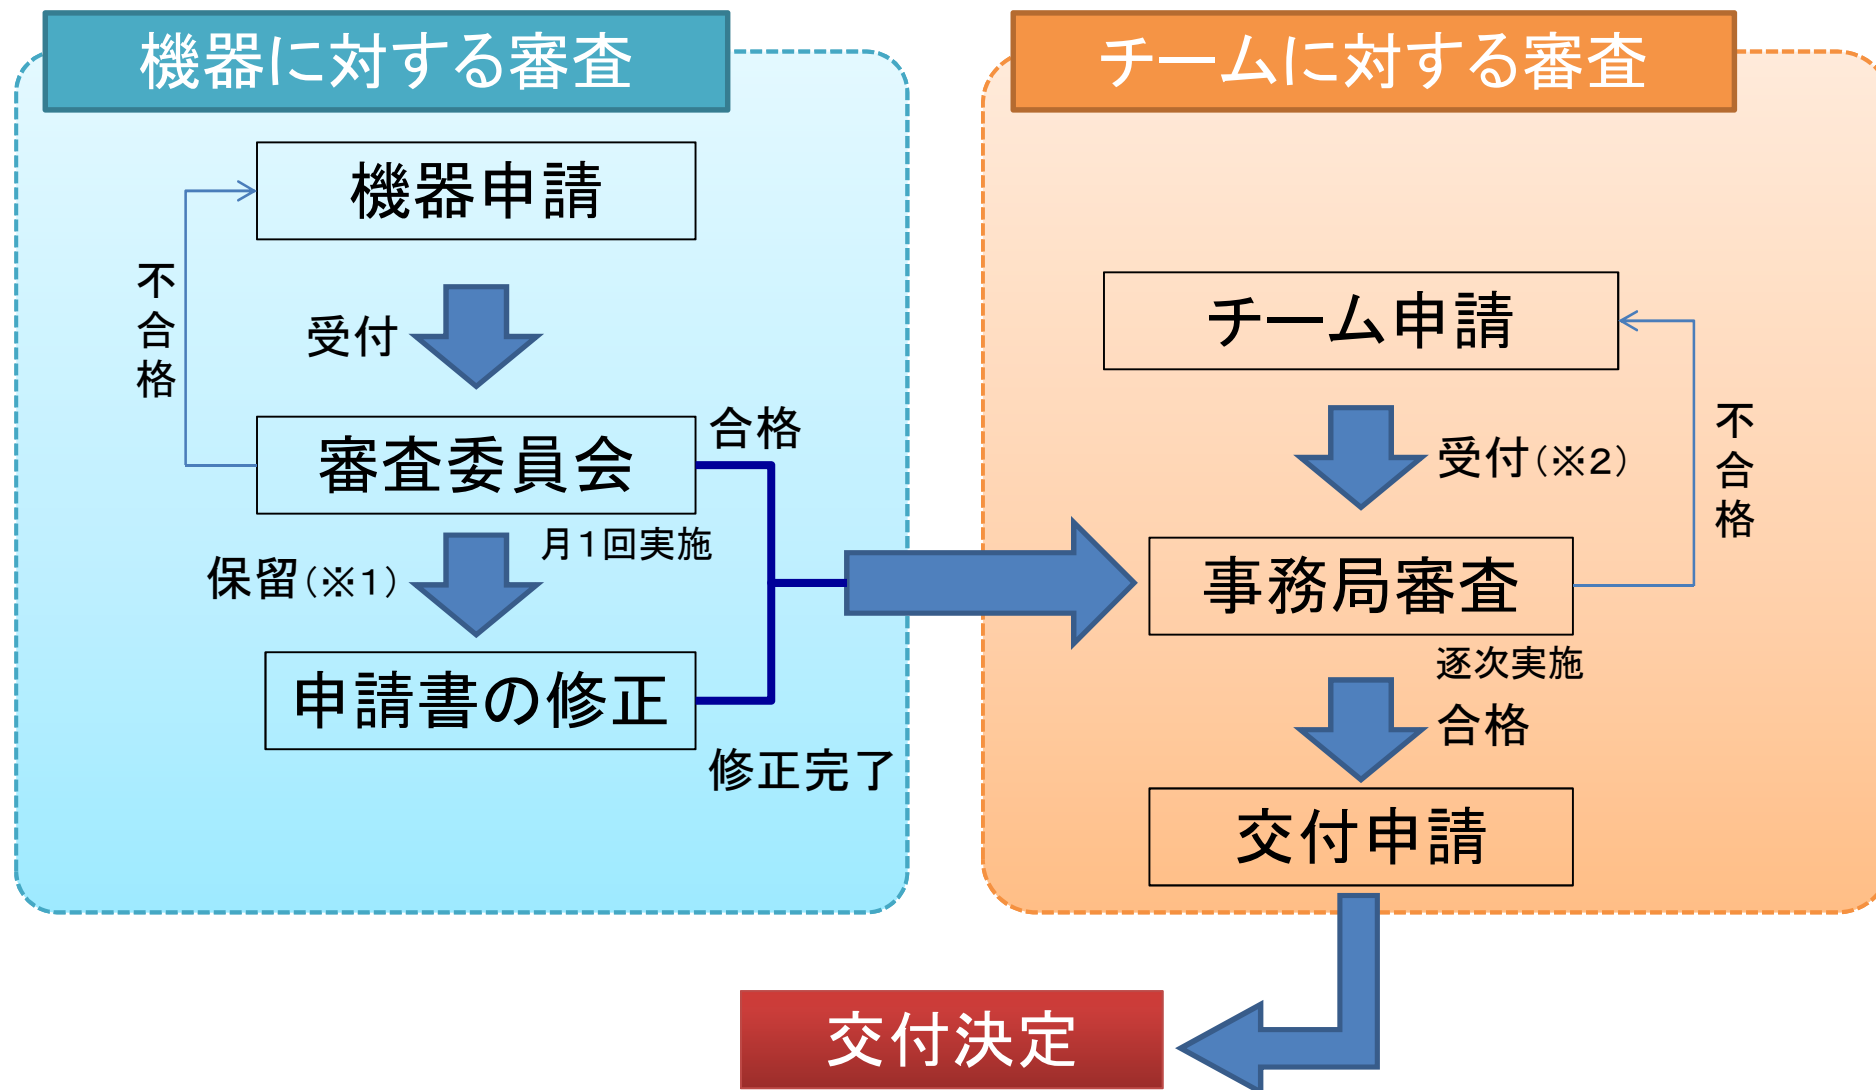 機器に対する審査
機器申請
不合格
受付
審査委員会
合格
月1回実施
保留(※1)
申請書の修正
修正完了
チームに対する審査
チーム申請
受付(※2)
不合格
事務局審査
逐次実施
合格
交付申請
交付決定